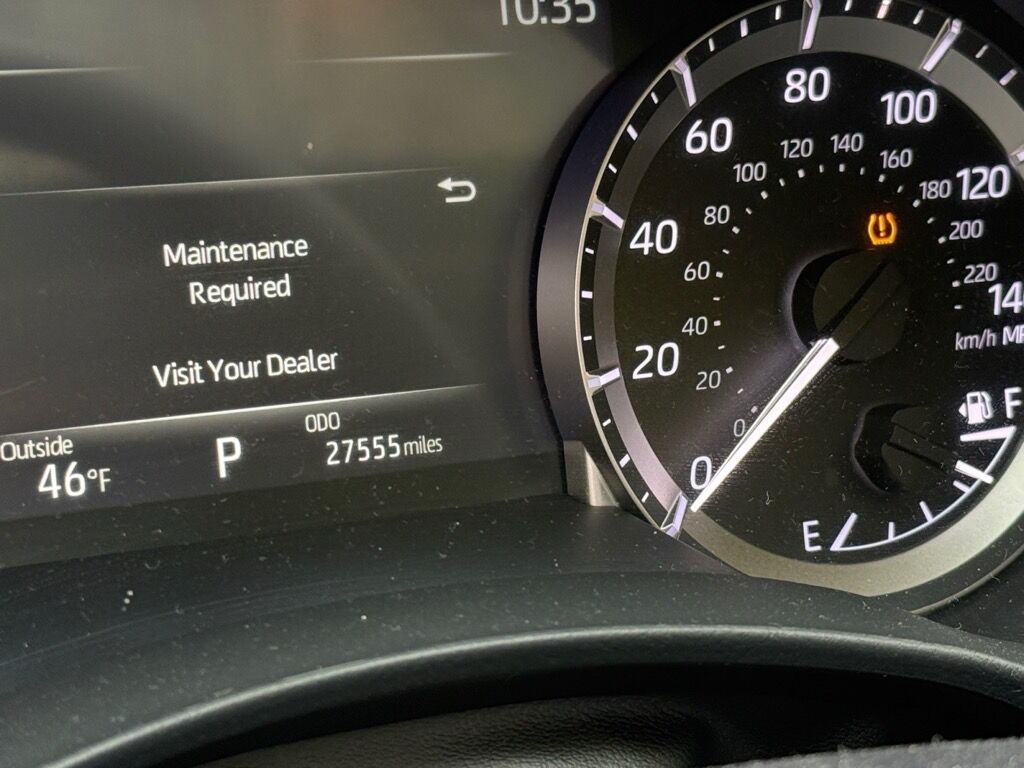 10:35
Maintenance
Required
Visit Your Dealer
Outside
46°F
P
ODO
27555 miles
0
20
40
60
80
100
120
0
20
40
60
80
100
120
140
160
180
200
220
km/h
F
E